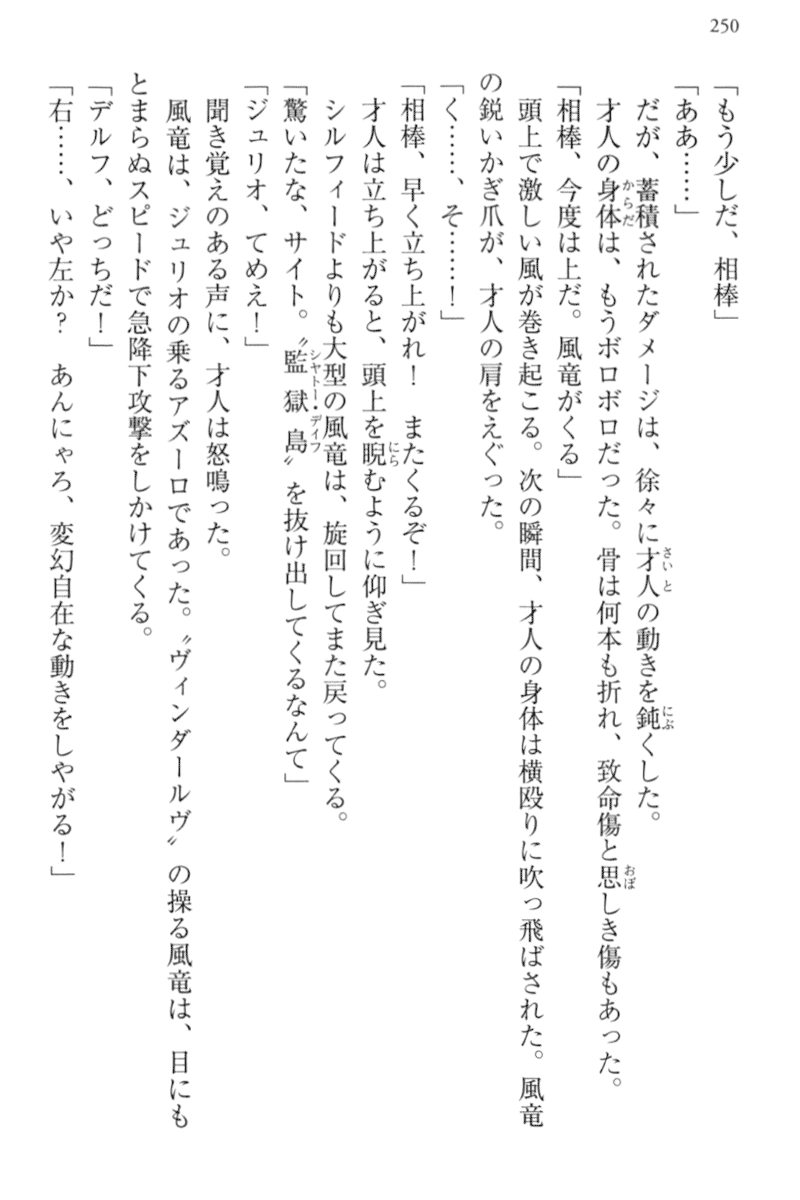 250
「もう少しだ、相棒」
「ああ……」
だが、蓄積されたダメージは、徐々に才人の動きを鈍くした。
才人の身体は、もうボロボロだった。骨は何本も折れ、致命傷と思しき傷もあった。
「相棒、今度は上だ。風竜がくる」
頭上で激しい風が巻き起こる。次の瞬間、才人の身体は横殴りに吹っ飛ばされた。風竜
の鋭いかぎ爪が、才人の肩をえぐった。
「く……、そ……！」
「相棒、早く立ち上がれ！　またくるぞ！」
才人は立ち上がると、頭上を睨むように仰ぎ見た。
シルフィードよりも大型の風竜は、旋回してまた戻ってくる。
「驚いたな、サイト。〝監獄島〟を抜け出してくるなんて」
「ジュリオ、てめえ！」
聞き覚えのある声に、才人は怒鳴った。
風竜は、ジュリオの乗るアズーロであった。〝ヴィンダールヴ〟の操る風竜は、目にも
とまらぬスピードで急降下攻撃をしかけてくる。
「デルフ、どっちだ！」
「右……、いや左か？　あんにゃろ、変幻自在な動きをしやがる！」